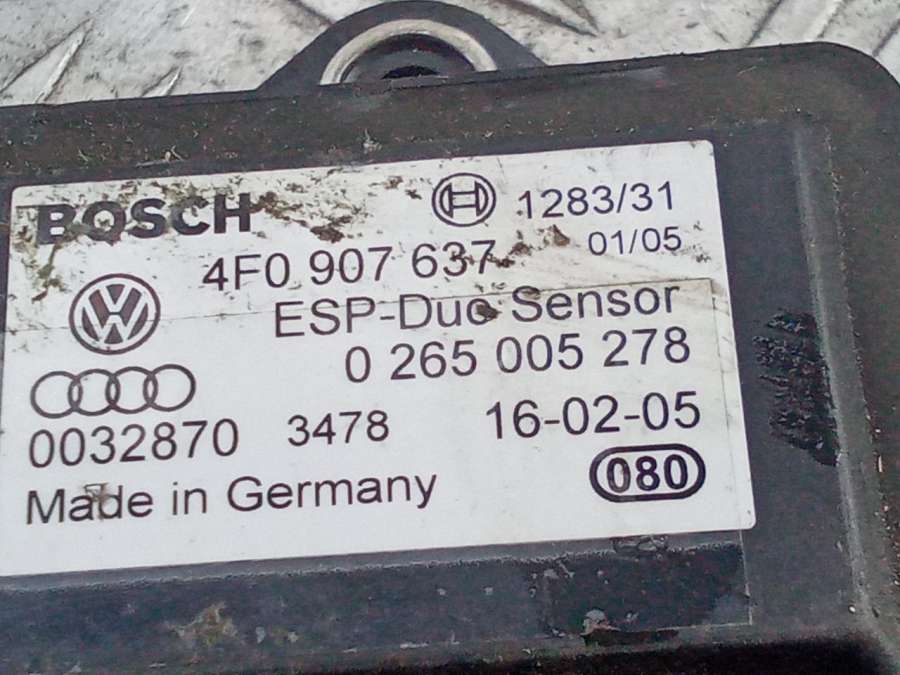 BOSCH
1283/31
01/05
4F0 907 637
ESP-Duo Sensor
0 265 005 278
0032870 3478 16-02-05
Made in Germany
080